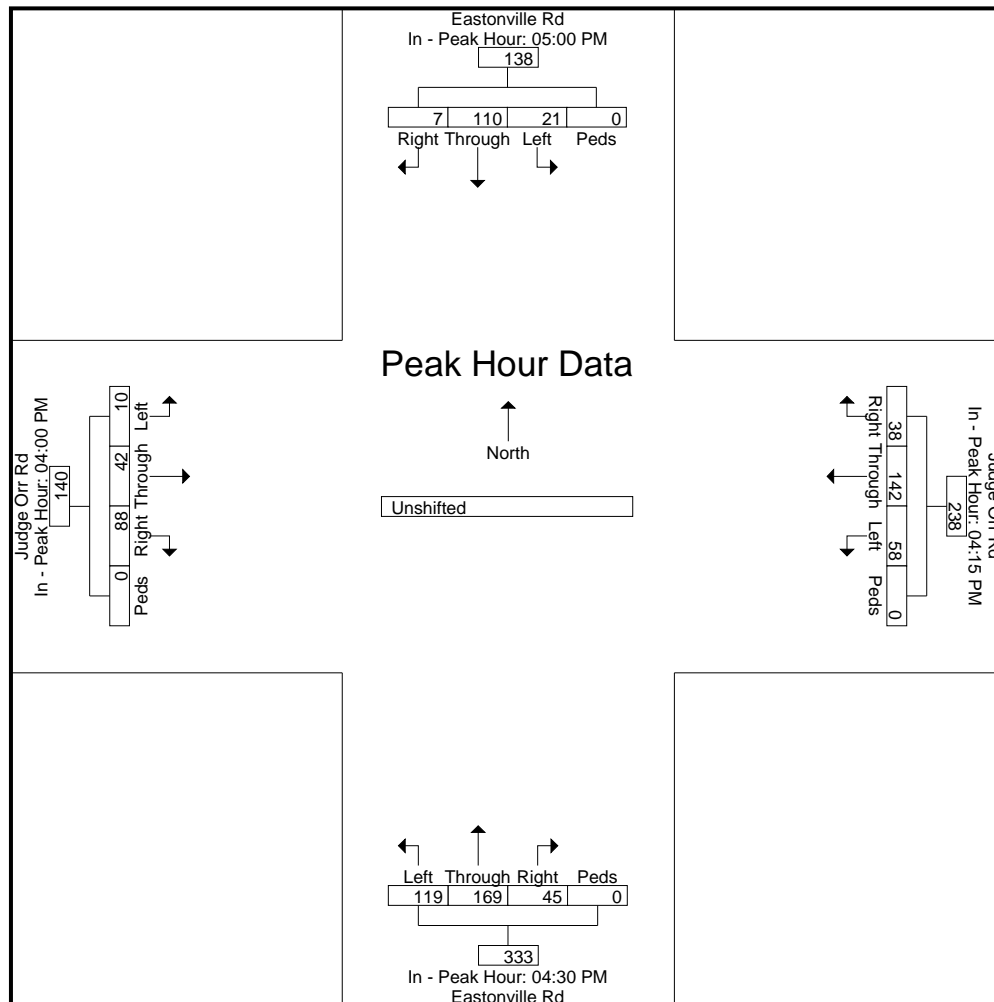 Eastonville Rd
In - Peak Hour: 05:00 PM
138
7 110 21 0
Right Through Left Peds
Peak Hour Data
North
Unshifted
Judge Orr Rd
In - Peak Hour: 04:00 PM
140
10 42 88 0
Left Through Right Peds
Judge Orr Rd
In - Peak Hour: 04:15 PM
238
38 142 58 0
Right Through Left Peds
Left Through Right Peds
119 169 45 0
333
In - Peak Hour: 04:30 PM
Eastonville Rd